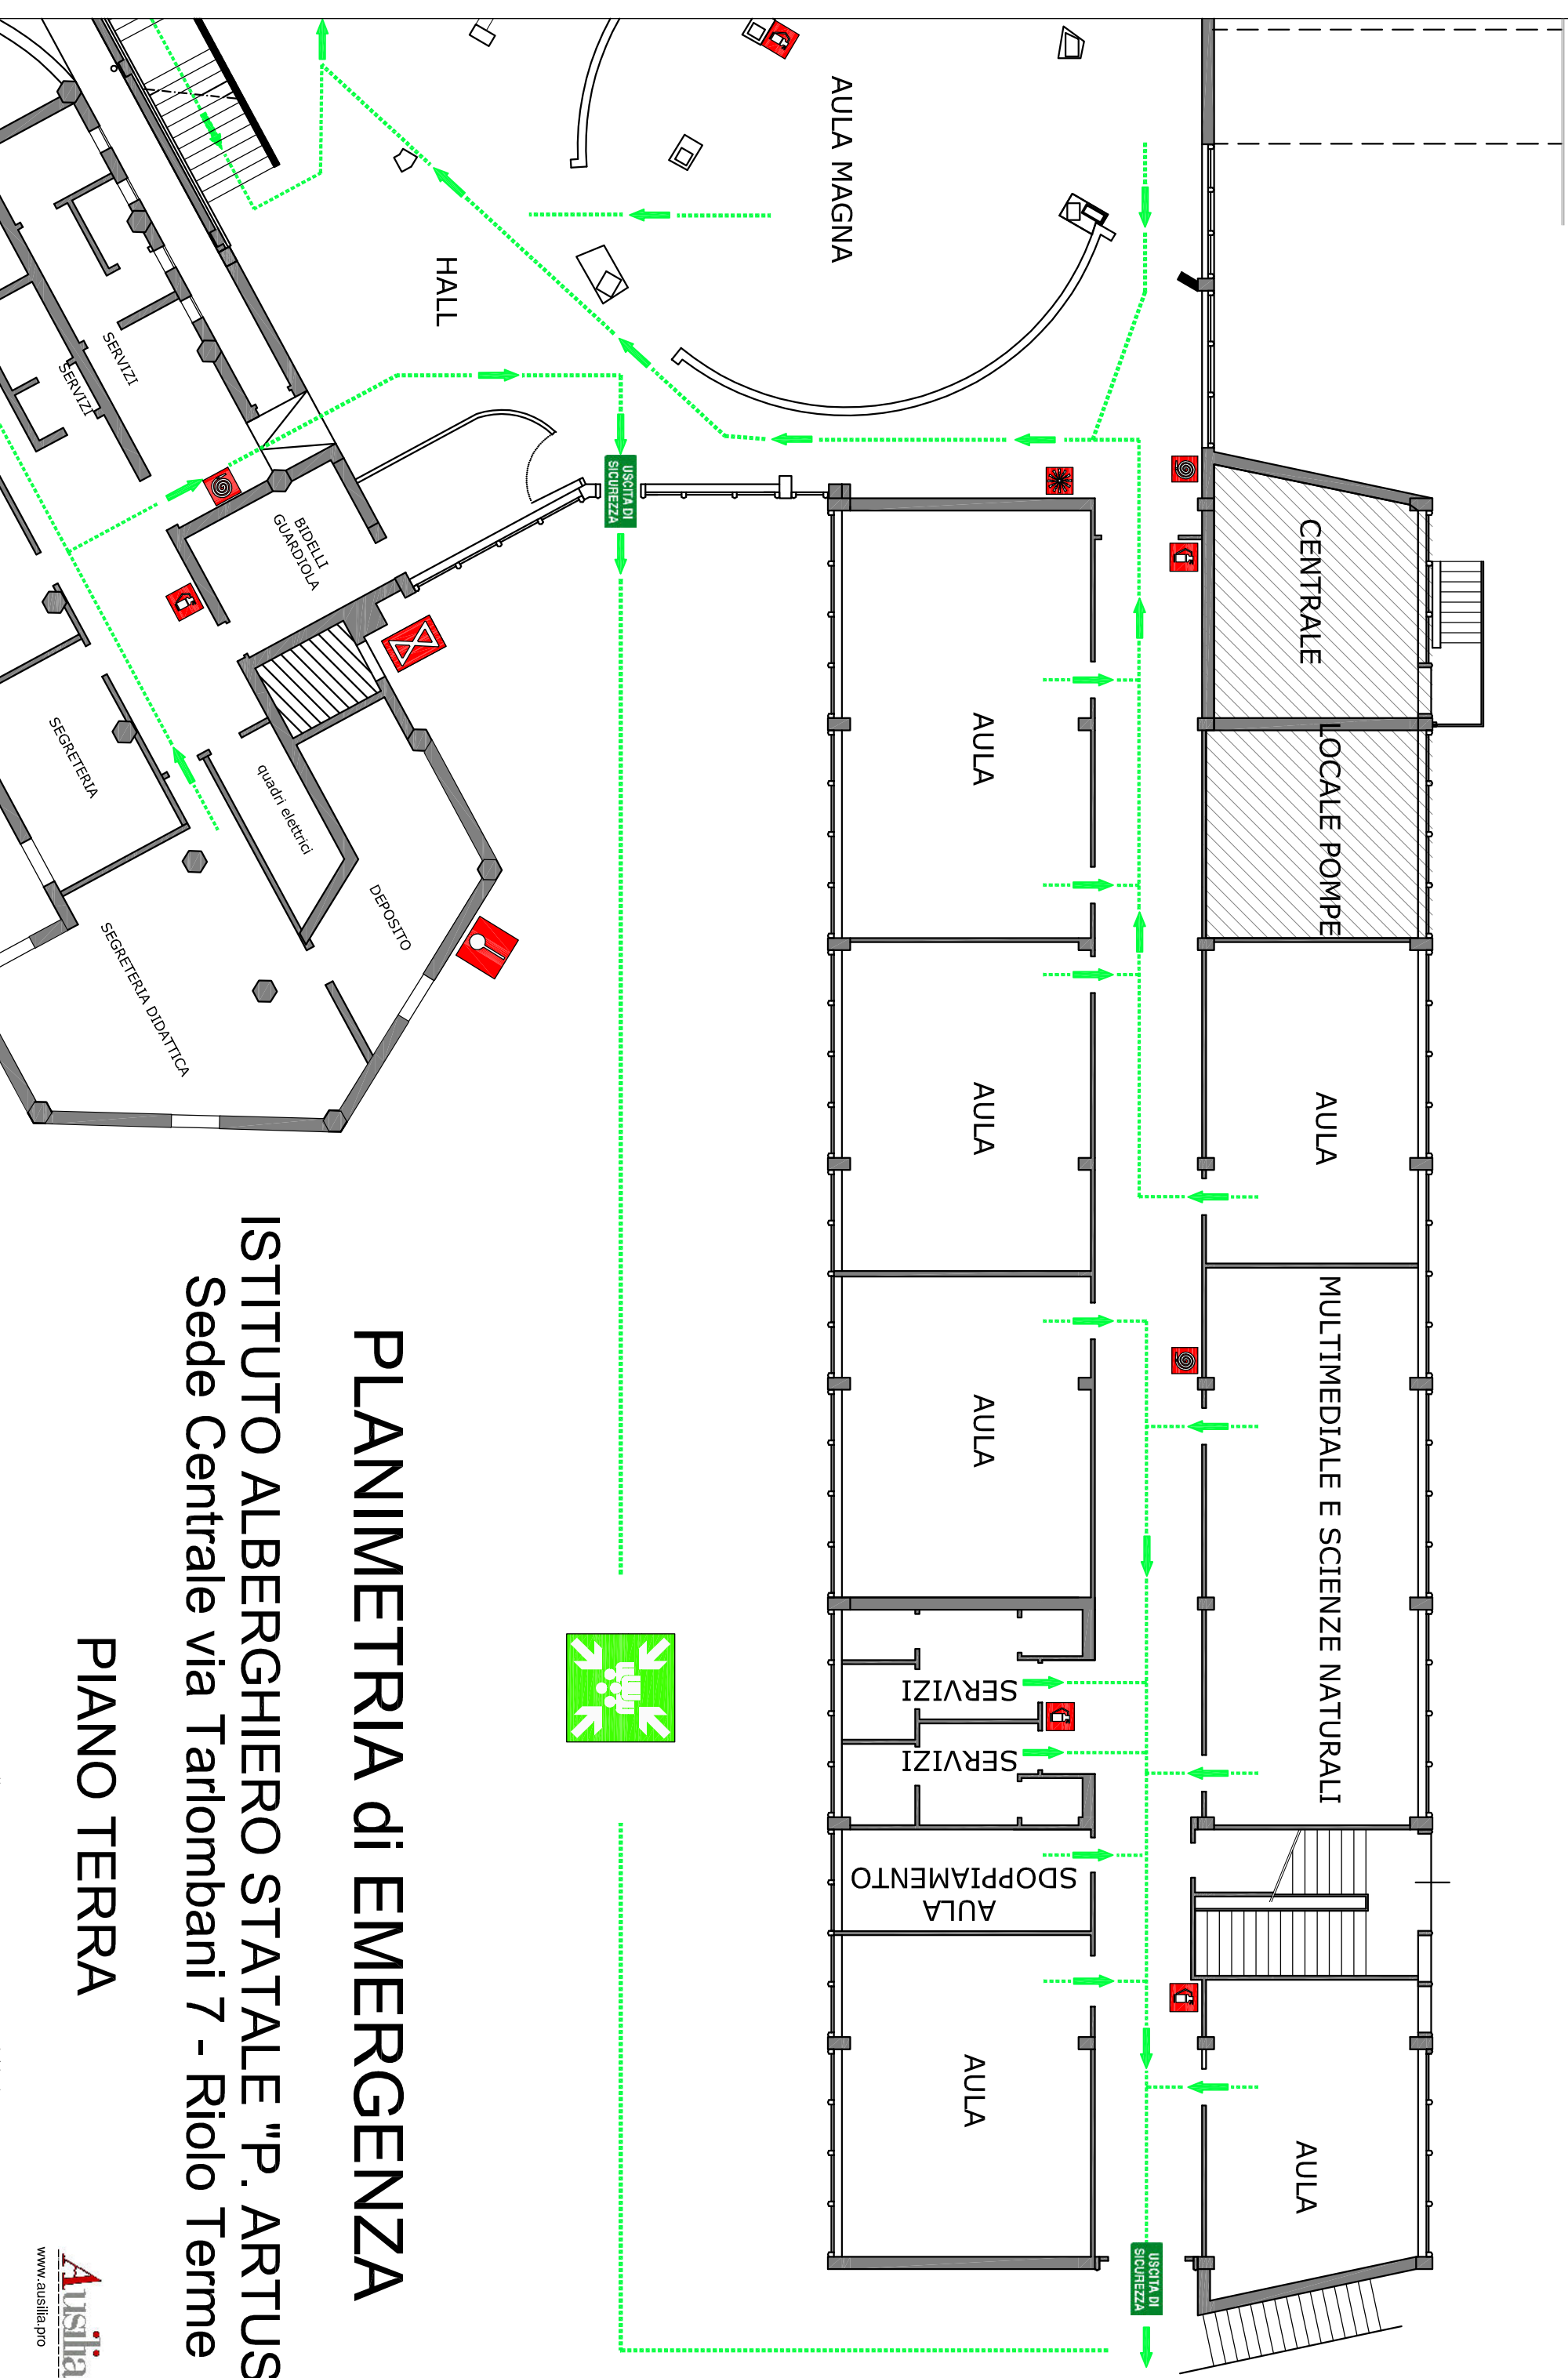 CENTRALE
LOCALE POMPE
AULA
MULTIMEDIALE E SCIENZE NATURALI
AULA
AULA MAGNA
AULA
AULA
AULA
SERVIZI
SERVIZI
AULA
SDOPPIAMENTO
AULA
USCITA DI
SICUREZZA
HALL
USCITA DI
SICUREZZA
BIDELLI
GUARDIOLA
SERVIZI
SERVIZI
quadri elettrici
DEPOSITO
SEGRETERIA
SEGRETERIA DIDATTICA
PLANIMETRIA di EMERGENZA
ISTITUTO ALBERGHIERO STATALE "P. ARTUS
Sede Centrale via Tarlombani 7 - Riolo Terme
PIANO TERRA
Ausilia
www.ausilia.pro